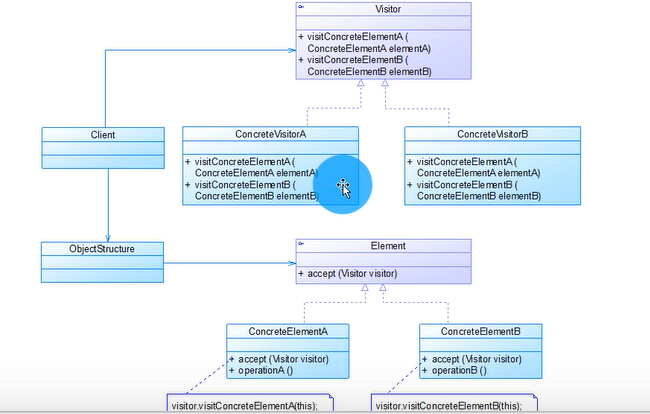 Visitor
+ visitConcreteElementA (
ConcreteElementA elementA)
+ visitConcreteElementB (
ConcreteElementB elementB)
Client
ConcreteVisitorA
ConcreteVisitorB
+ visitConcreteElementA (
ConcreteElementA elementA)
+ visitConcreteElementB (
ConcreteElementB elementB)
+ visitConcreteElementA (
ConcreteElementA elementA)
+ visitConcreteElementB (
ConcreteElementB elementB)
ObjectStructure
Element
+ accept (Visitor visitor)
ConcreteElementA
ConcreteElementB
+ accept (Visitor visitor)
+ operationA ()
+ accept (Visitor visitor)
+ operationB ()
visitor.visitConcreteElementA(this);
visitor.visitConcreteElementB(this);